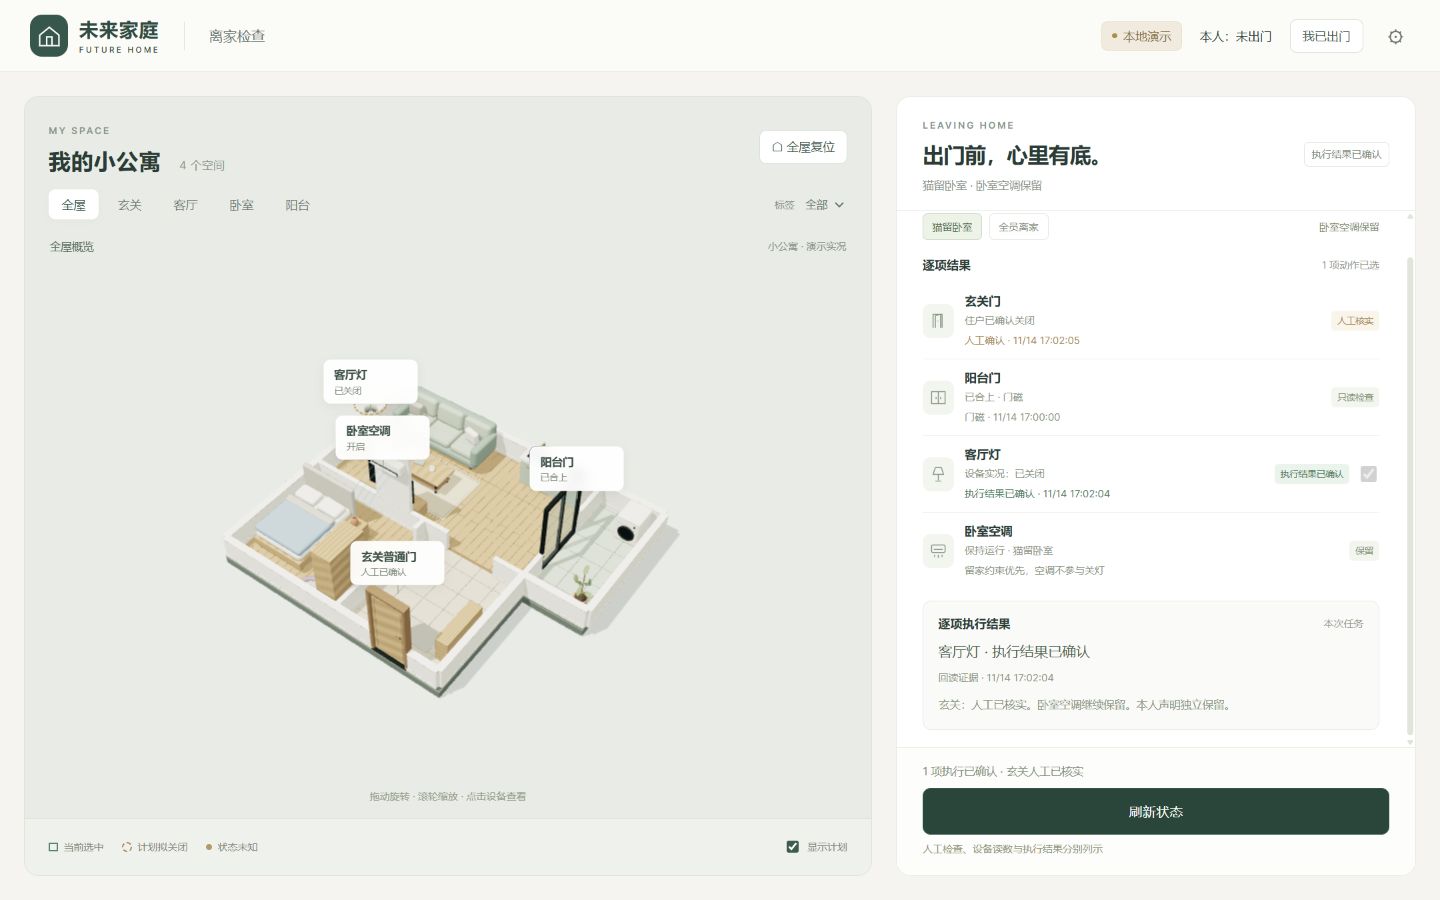 未来家庭
FUTURE HOME
离家检查
本地演示
本人：未出门
我已出门
MY SPACE
我的小公寓
4 个空间
全屋复位
全屋
玄关
客厅
卧室
阳台
标签
全部
全屋概览
小公寓 · 演示实况
客厅灯
已关闭
卧室空调
开启
阳台门
已合上
玄关普通门
人工已确认
拖动旋转 · 滚轮缩放 · 点击设备查看
当前选中
计划拟关闭
状态未知
显示计划
LEAVING HOME
出门前，心里有底。
执行结果已确认
猫留卧室 · 卧室空调保留
猫留卧室
全员离家
卧室空调保留
逐项结果
1 项动作已选
玄关门
住户已确认关闭
人工确认 · 11/14 17:02:05
人工核实
阳台门
已合上 · 门磁
门磁 · 11/14 17:00:00
只读检查
客厅灯
设备实况：已关闭
执行结果已确认 · 11/14 17:02:04
执行结果已确认
卧室空调
保持运行 · 猫留卧室
留家约束优先，空调不参与关灯
保留
逐项执行结果
本次任务
客厅灯 · 执行结果已确认
回读证据 · 11/14 17:02:04
玄关：人工已核实。卧室空调继续保留。本人声明独立保留。
1 项执行已确认 · 玄关人工已核实
刷新状态
人工检查、设备读数与执行结果分别列示